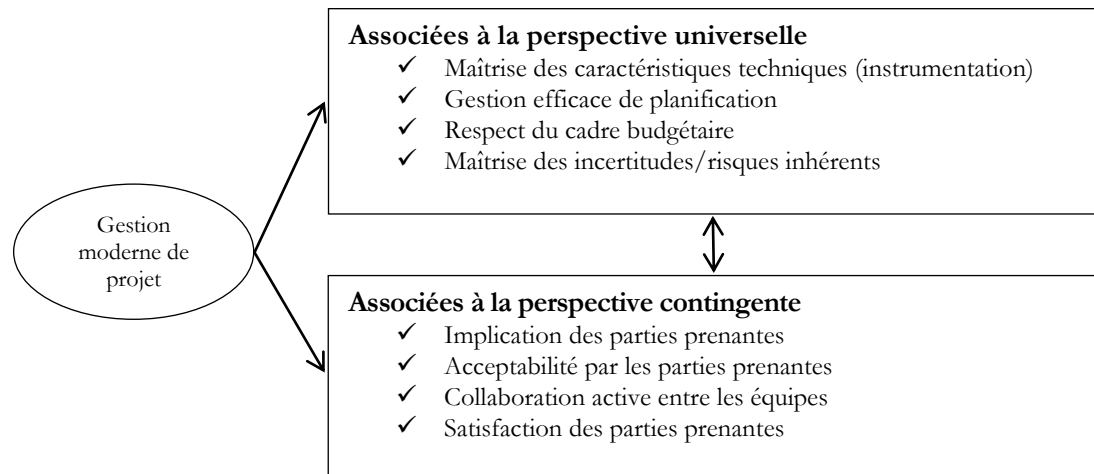 Associées à la perspective universelle
✓ Maîtrise des caractéristiques techniques (instrumentation)
✓ Gestion efficace de planification
✓ Respect du cadre budgétaire
✓ Maîtrise des incertitudes/risques inhérents
Gestion
moderne de
projet
Associées à la perspective contingente
✓ Implication des parties prenantes
✓ Acceptabilité par les parties prenantes
✓ Collaboration active entre les équipes
✓ Satisfaction des parties prenantes